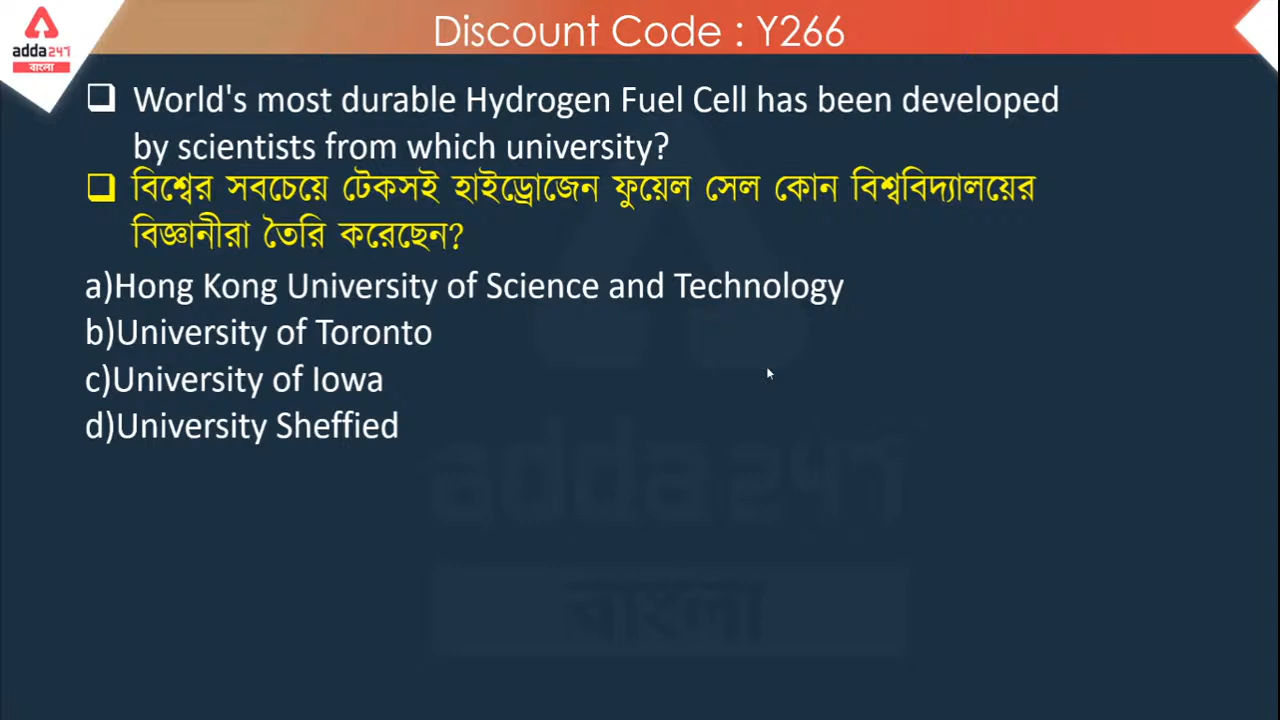 Discount Code : Y266
adda247
বাংলা
World's most durable Hydrogen Fuel Cell has been developed
by scientists from which university?
বিশ্বের সবচেয়ে টেকসই হাইড্রোজেন ফুয়েল সেল কোন বিশ্ববিদ্যালয়ের
বিজ্ঞানীরা তৈরি করেছেন?
a)Hong Kong University of Science and Technology
b)University of Toronto
c)University of Iowa
d)University Sheffied
adda247
বাংলা